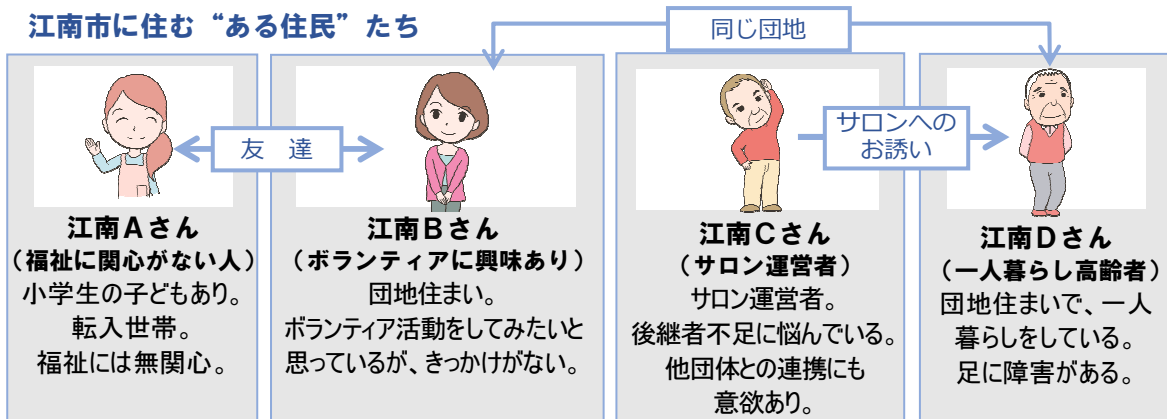 江南市に住む“ある住民”たち
同じ団地
友 達
サロンへの
お誘い
江南Aさん
（福祉に関心がない人）
小学生の子どもあり。
転入世帯。
福祉には無関心。
江南Bさん
（ボランティアに興味あり）
団地住まい。
ボランティア活動をしてみたいと
思っているが、きっかけがない。
江南Cさん
（サロン運営者）
サロン運営者。
後継者不足に悩んでいる。
他団体との連携にも
意欲あり。
江南Dさん
（一人暮らし高齢者）
団地住まいで、一人
暮らしをしている。
足に障害がある。